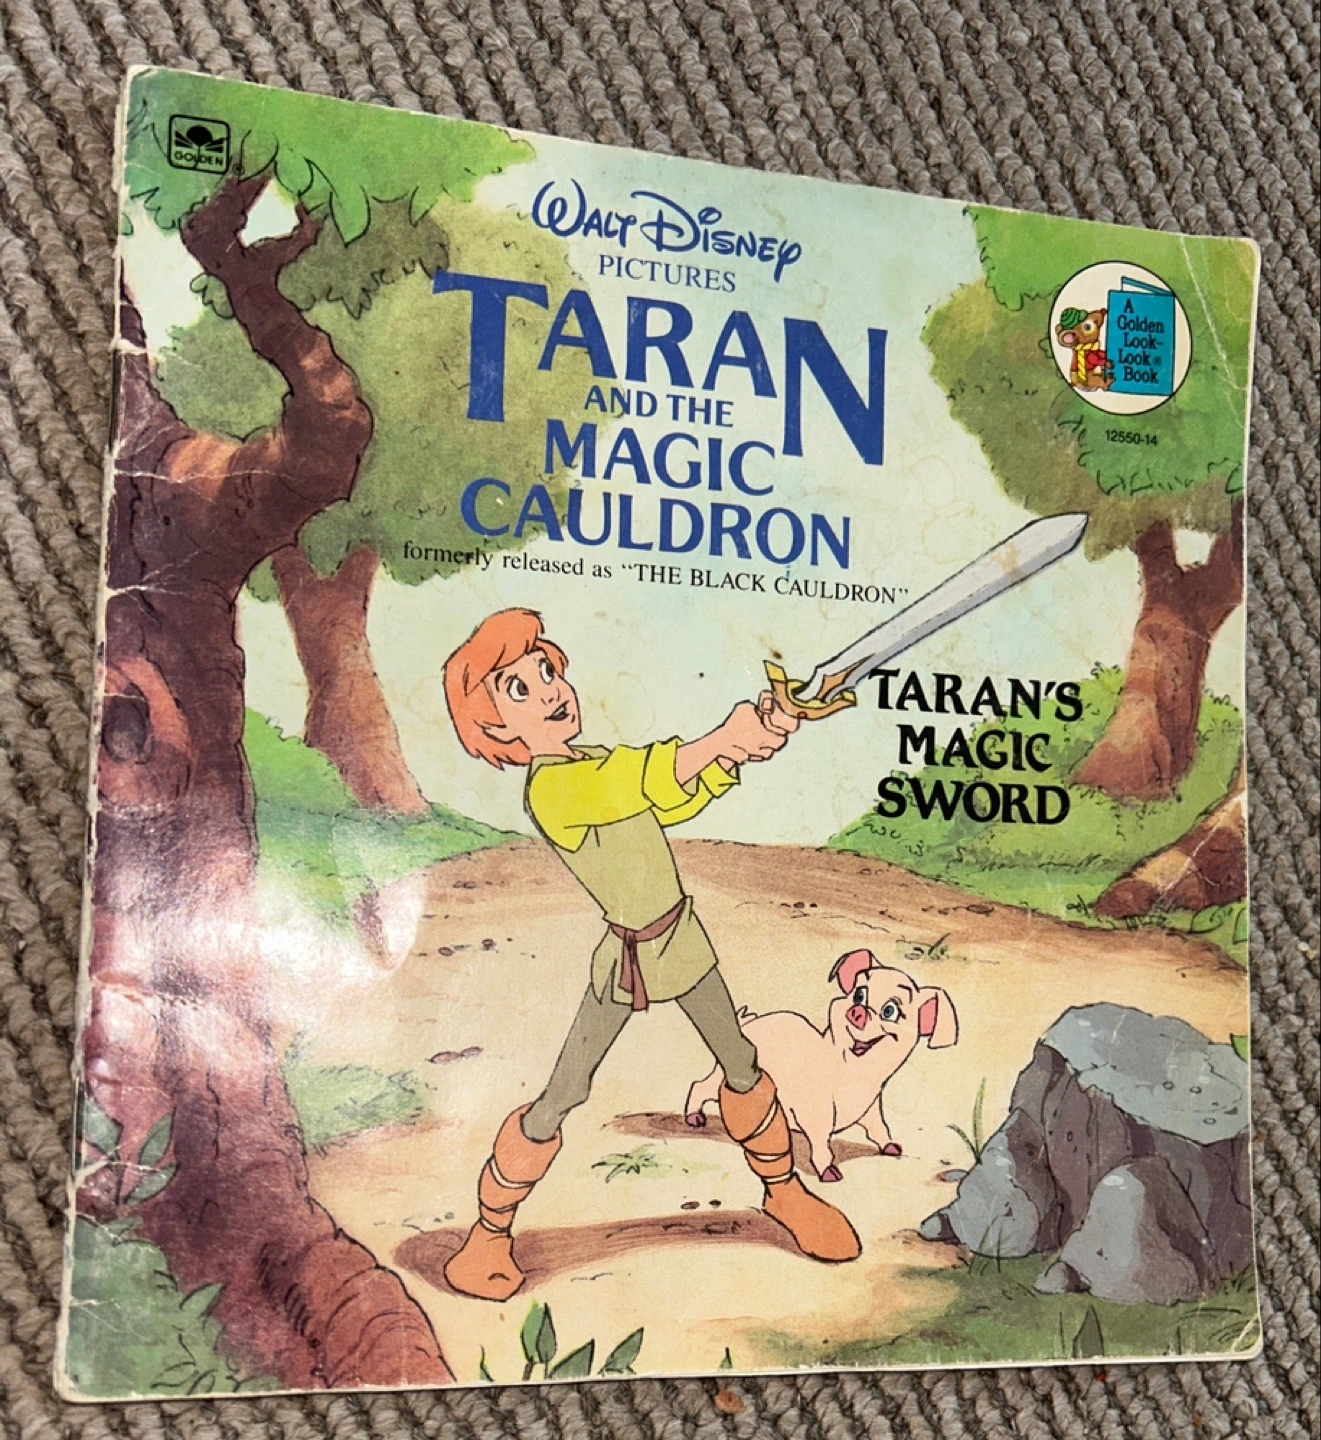 GOLDEN
WALT DISNEY
PICTURES
TARAN
AND THE
MAGIC
CAULDRON
formerly released as "THE BLACK CAULDRON"
A
Golden
Look-
Look®
Book
12550-14
TARAN'S
MAGIC
SWORD